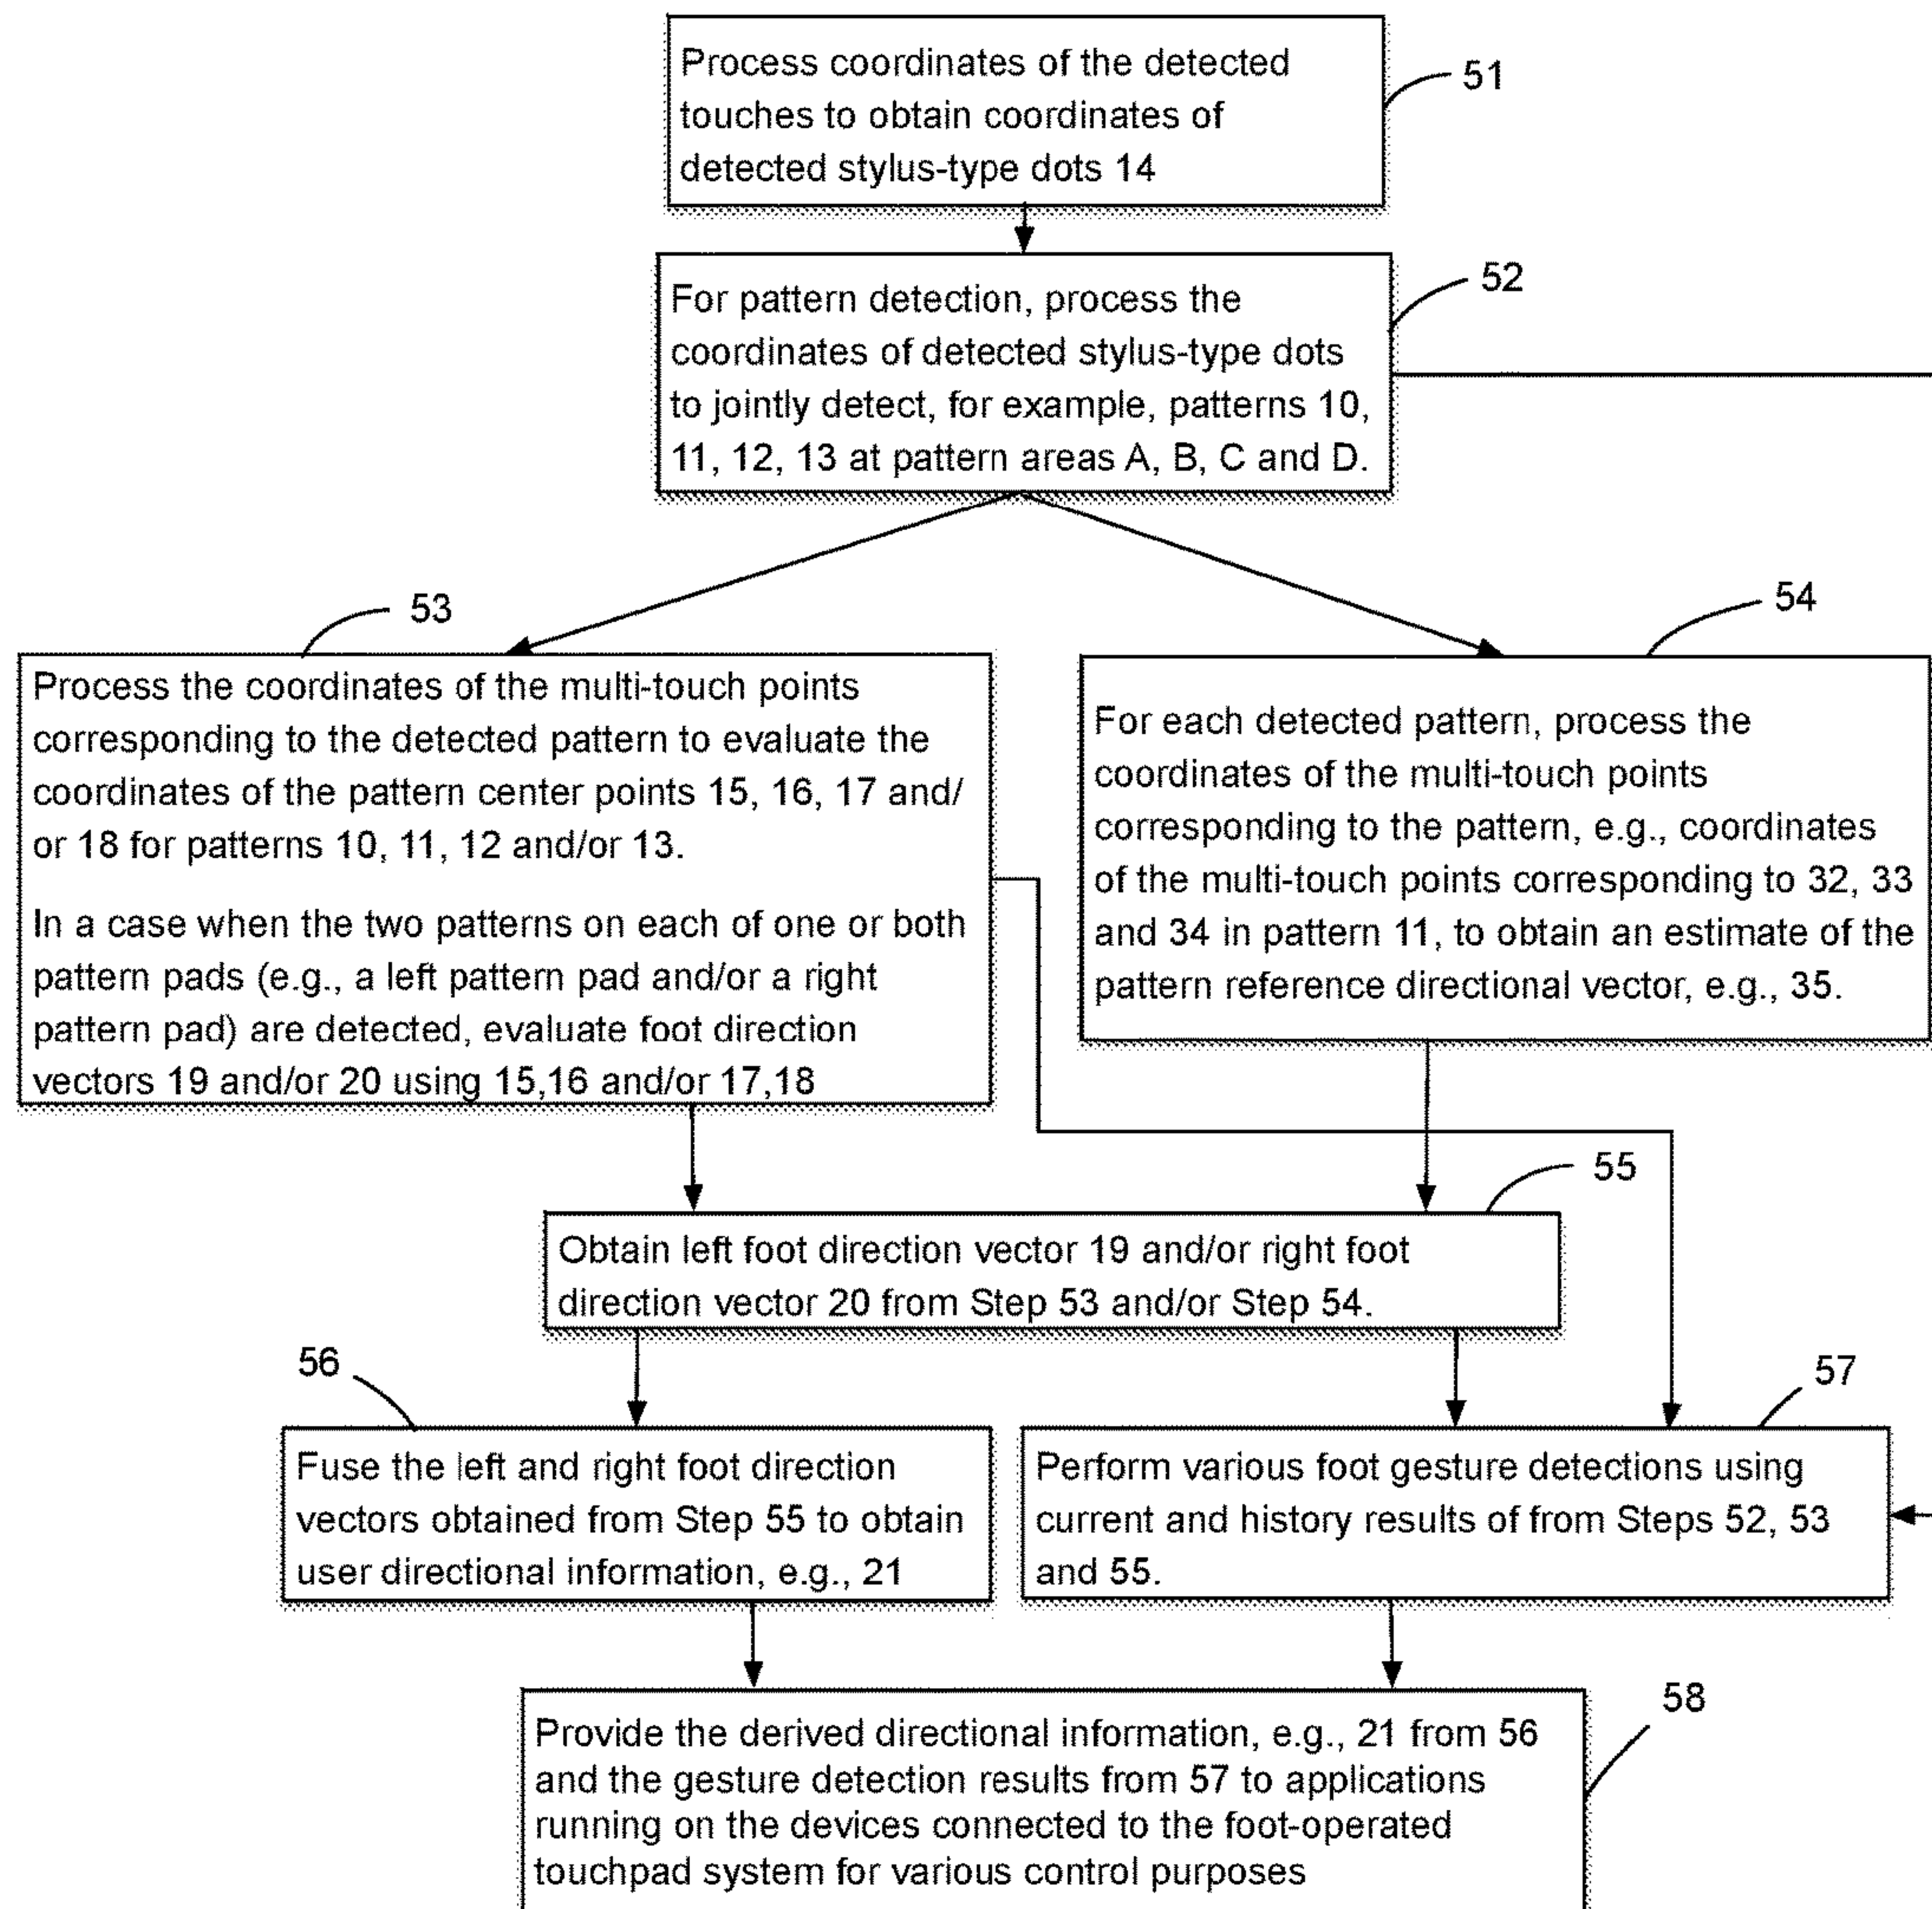 Process coordinates of the detected
touches to obtain coordinates of
detected stylus-type dots 14
51
For pattern detection, process the
coordinates of detected stylus-type dots
to jointly detect, for example, patterns 10,
11, 12, 13 at pattern areas A, B, C and D.
52
53
Process the coordinates of the multi-touch points
corresponding to the detected pattern to evaluate the
coordinates of the pattern center points 15, 16, 17 and/
or 18 for patterns 10, 11, 12 and/or 13.
In a case when the two patterns on each of one or both
pattern pads (e.g., a left pattern pad and/or a right
pattern pad) are detected, evaluate foot direction
vectors 19 and/or 20 using 15,16 and/or 17,18
54
For each detected pattern, process the
coordinates of the multi-touch points
corresponding to the pattern, e.g., coordinates
of the multi-touch points corresponding to 32, 33
and 34 in pattern 11, to obtain an estimate of the
pattern reference directional vector, e.g., 35.
55
Obtain left foot direction vector 19 and/or right foot
direction vector 20 from Step 53 and/or Step 54.
56
Fuse the left and right foot direction
vectors obtained from Step 55 to obtain
user directional information, e.g., 21
57
Perform various foot gesture detections using
current and history results of from Steps 52, 53
and 55.
58
Provide the derived directional information, e.g., 21 from 56
and the gesture detection results from 57 to applications
running on the devices connected to the foot-operated
touchpad system for various control purposes